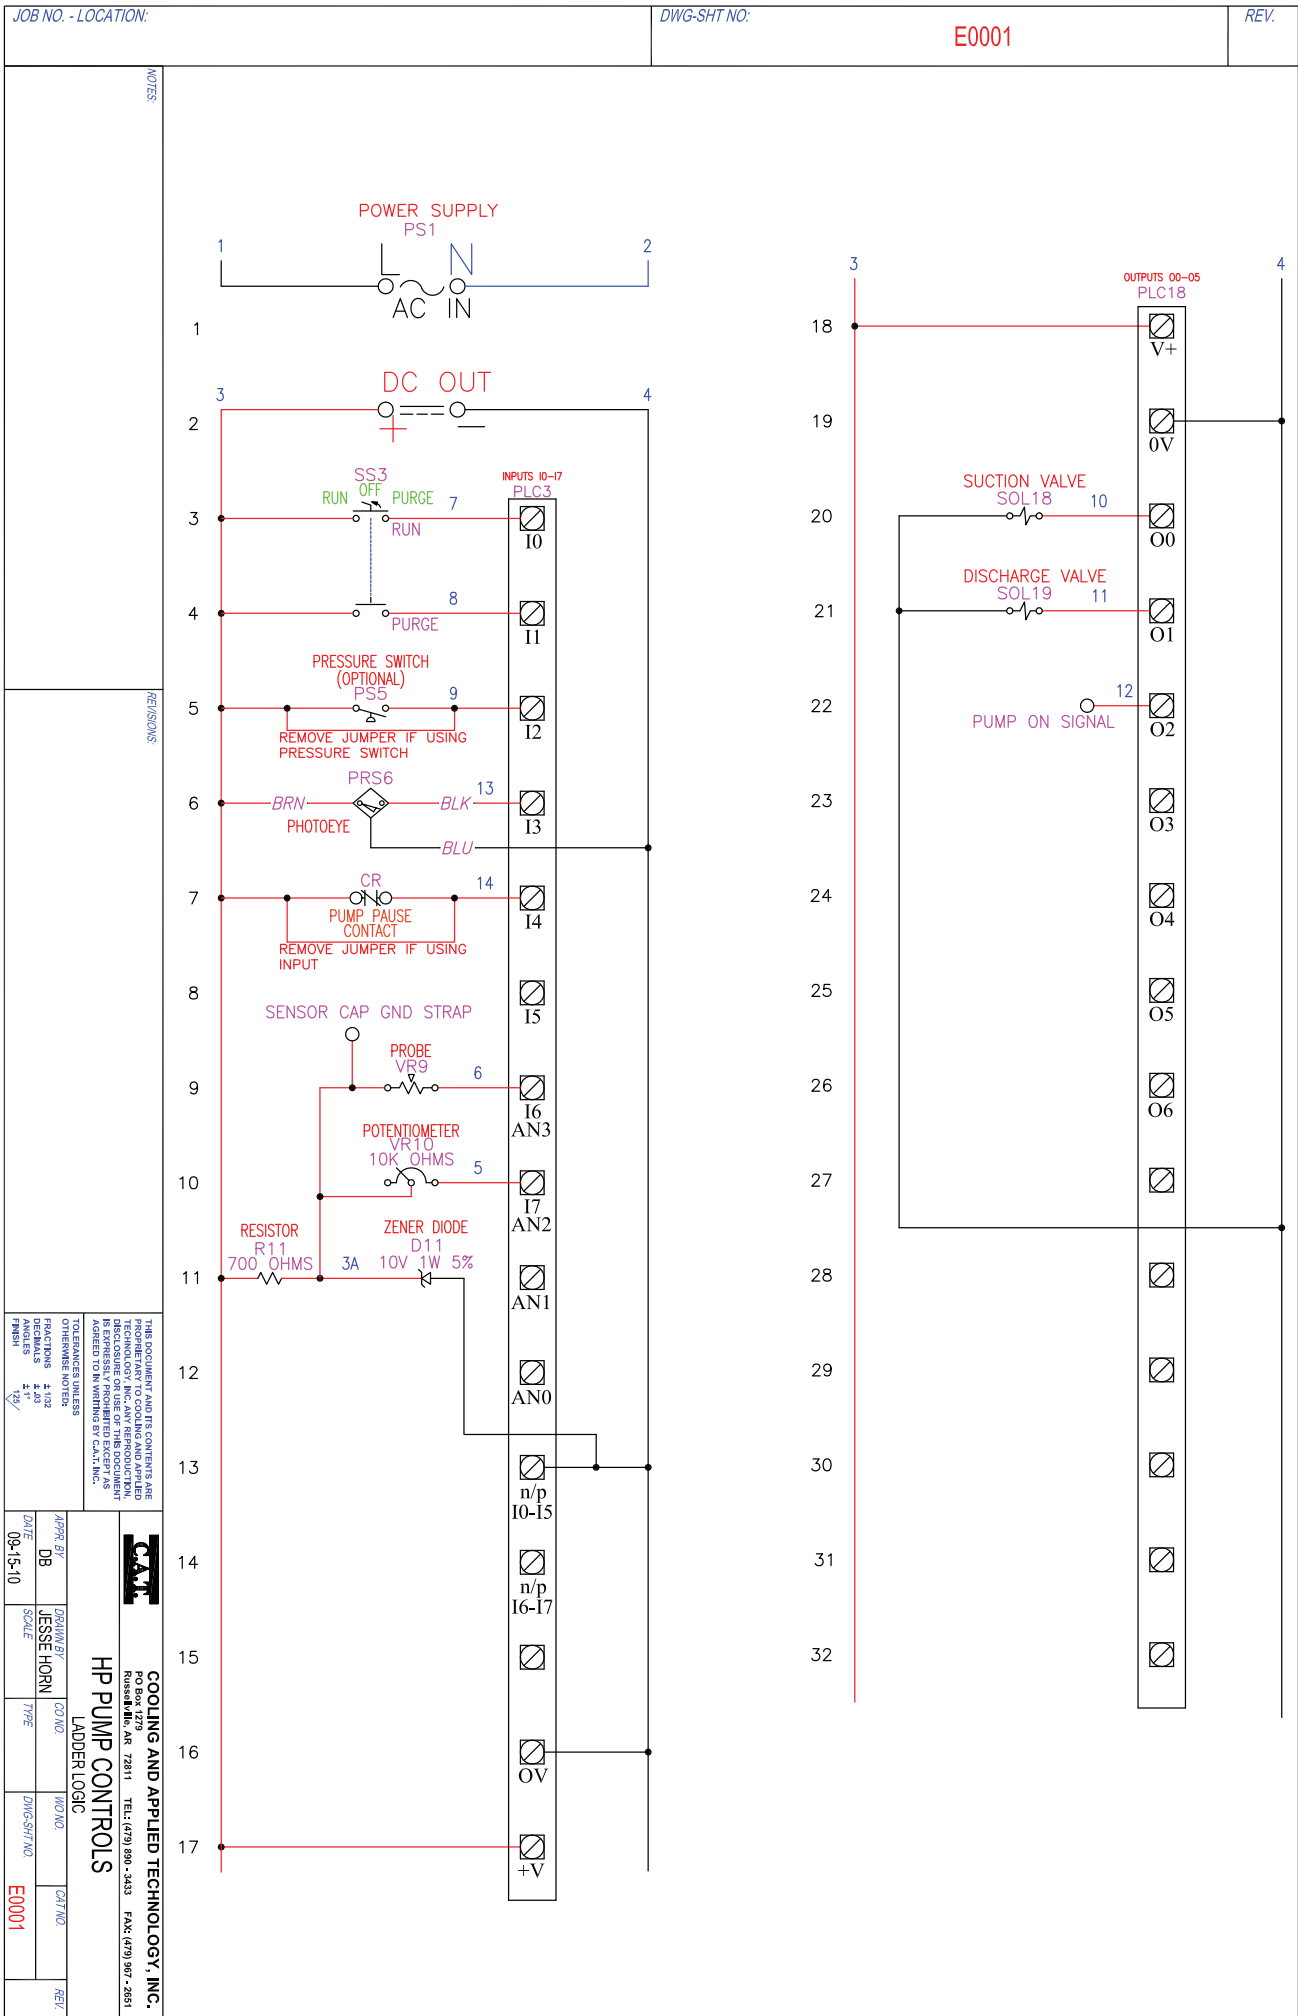 JOB NO. - LOCATION:
DWG-SHT NO:
E0001
REV.
NOTES:
POWER SUPPLY
PS1
1
2
L
N
AC IN
1
DC OUT
3
4
+
—
2
SS3
RUN OFF PURGE
7
RUN
3
INPUTS I0-I7
PLC3
I0
4
8
PURGE
I1
PRESSURE SWITCH
(OPTIONAL)
PS5
9
5
I2
REMOVE JUMPER IF USING
PRESSURE SWITCH
PRS6
13
6
BRN
BLK
I3
PHOTOEYE
BLU
CR
14
7
I4
PUMP PAUSE
CONTACT
REMOVE JUMPER IF USING
INPUT
8
I5
SENSOR CAP GND STRAP
PROBE
VR9
6
9
I6
AN3
POTENTIOMETER
VR10
10K OHMS
5
10
I7
AN2
RESISTOR
R11
700 OHMS
3A
ZENER DIODE
D11
10V 1W 5%
11
AN1
12
AN0
13
n/p
I0-I5
14
n/p
I6-I7
15
16
OV
17
+V
3
4
OUTPUTS 00-05
PLC18
18
V+
19
0V
SUCTION VALVE
SOL18
10
20
O0
DISCHARGE VALVE
SOL19
11
21
O1
12
22
PUMP ON SIGNAL
O2
23
O3
24
O4
25
O5
26
O6
27
28
29
30
31
32
REVISIONS:
THIS DOCUMENT AND ITS CONTENTS ARE
PROPRIETARY TO COOLING AND APPLIED
TECHNOLOGY, INC. ANY REPRODUCTION,
DISCLOSURE OR USE OF THIS DOCUMENT
IS EXPRESSLY PROHIBITED EXCEPT AS
AGREED TO IN WRITING BY C.A.T. INC.
TOLERANCES UNLESS
OTHERWISE NOTED:
FRACTIONS ± 1/32
DECIMALS ± .03
ANGLES ± 1°
FINISH 125
C.A.T.
COOLING AND APPLIED TECHNOLOGY, INC.
PO Box 1279
Russellville, AR 72811 TEL: (479) 890 - 3433 FAX: (479) 967 - 2651
HP PUMP CONTROLS
LADDER LOGIC
APPR. BY
DB
DRAWN BY
JESSE HORN
CO NO.
WO NO.
CAT NO.
REV.
DATE
09-15-10
SCALE
TYPE
DWG-SHT NO.
E0001